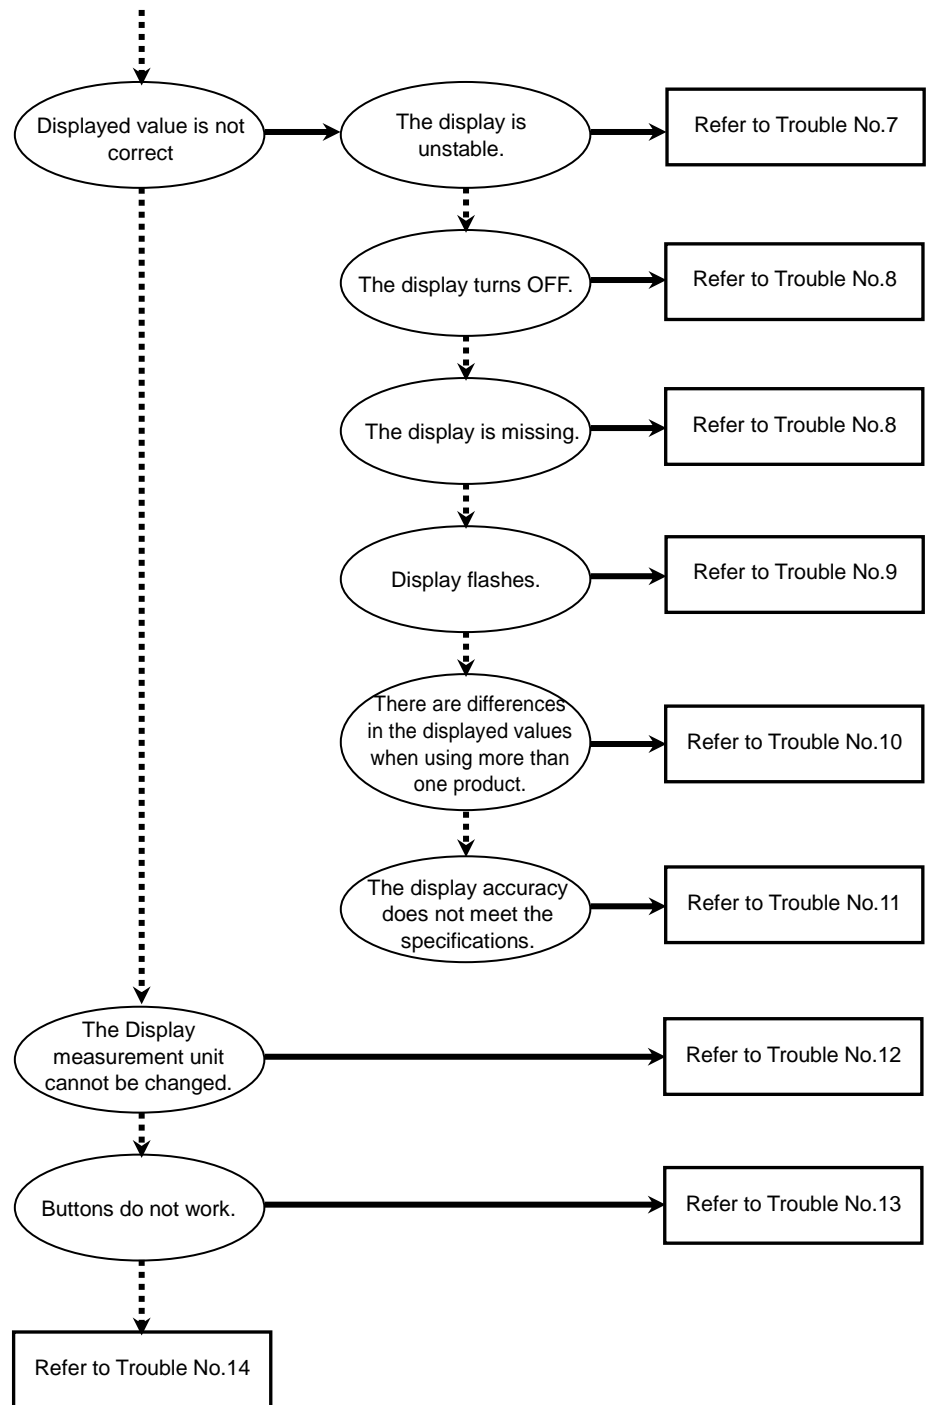 Displayed value is not
correct
The display is
unstable.
Refer to Trouble No.7
The display turns OFF.
Refer to Trouble No.8
The display is missing.
Refer to Trouble No.8
Display flashes.
Refer to Trouble No.9
There are differences
in the displayed values
when using more than
one product.
Refer to Trouble No.10
The display accuracy
does not meet the
specifications.
Refer to Trouble No.11
The Display
measurement unit
cannot be changed.
Refer to Trouble No.12
Buttons do not work.
Refer to Trouble No.13
Refer to Trouble No.14